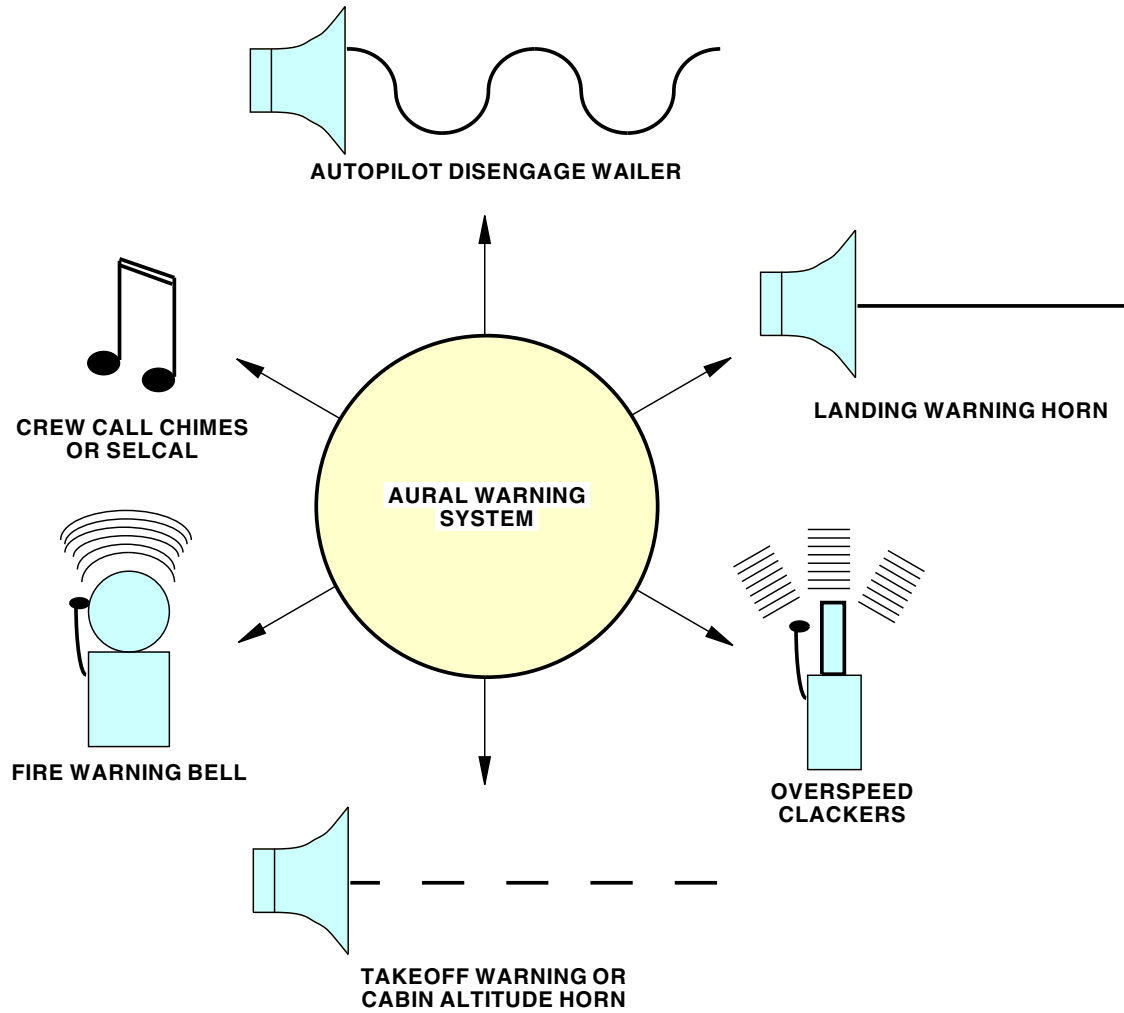 AUTOPILOT DISENGAGE WAILER
LANDING WARNING HORN
CREW CALL CHIMES
OR SELCAL
AURAL WARNING
SYSTEM
FIRE WARNING BELL
OVERSPEED
CLACKERS
TAKEOFF WARNING OR
CABIN ALTITUDE HORN